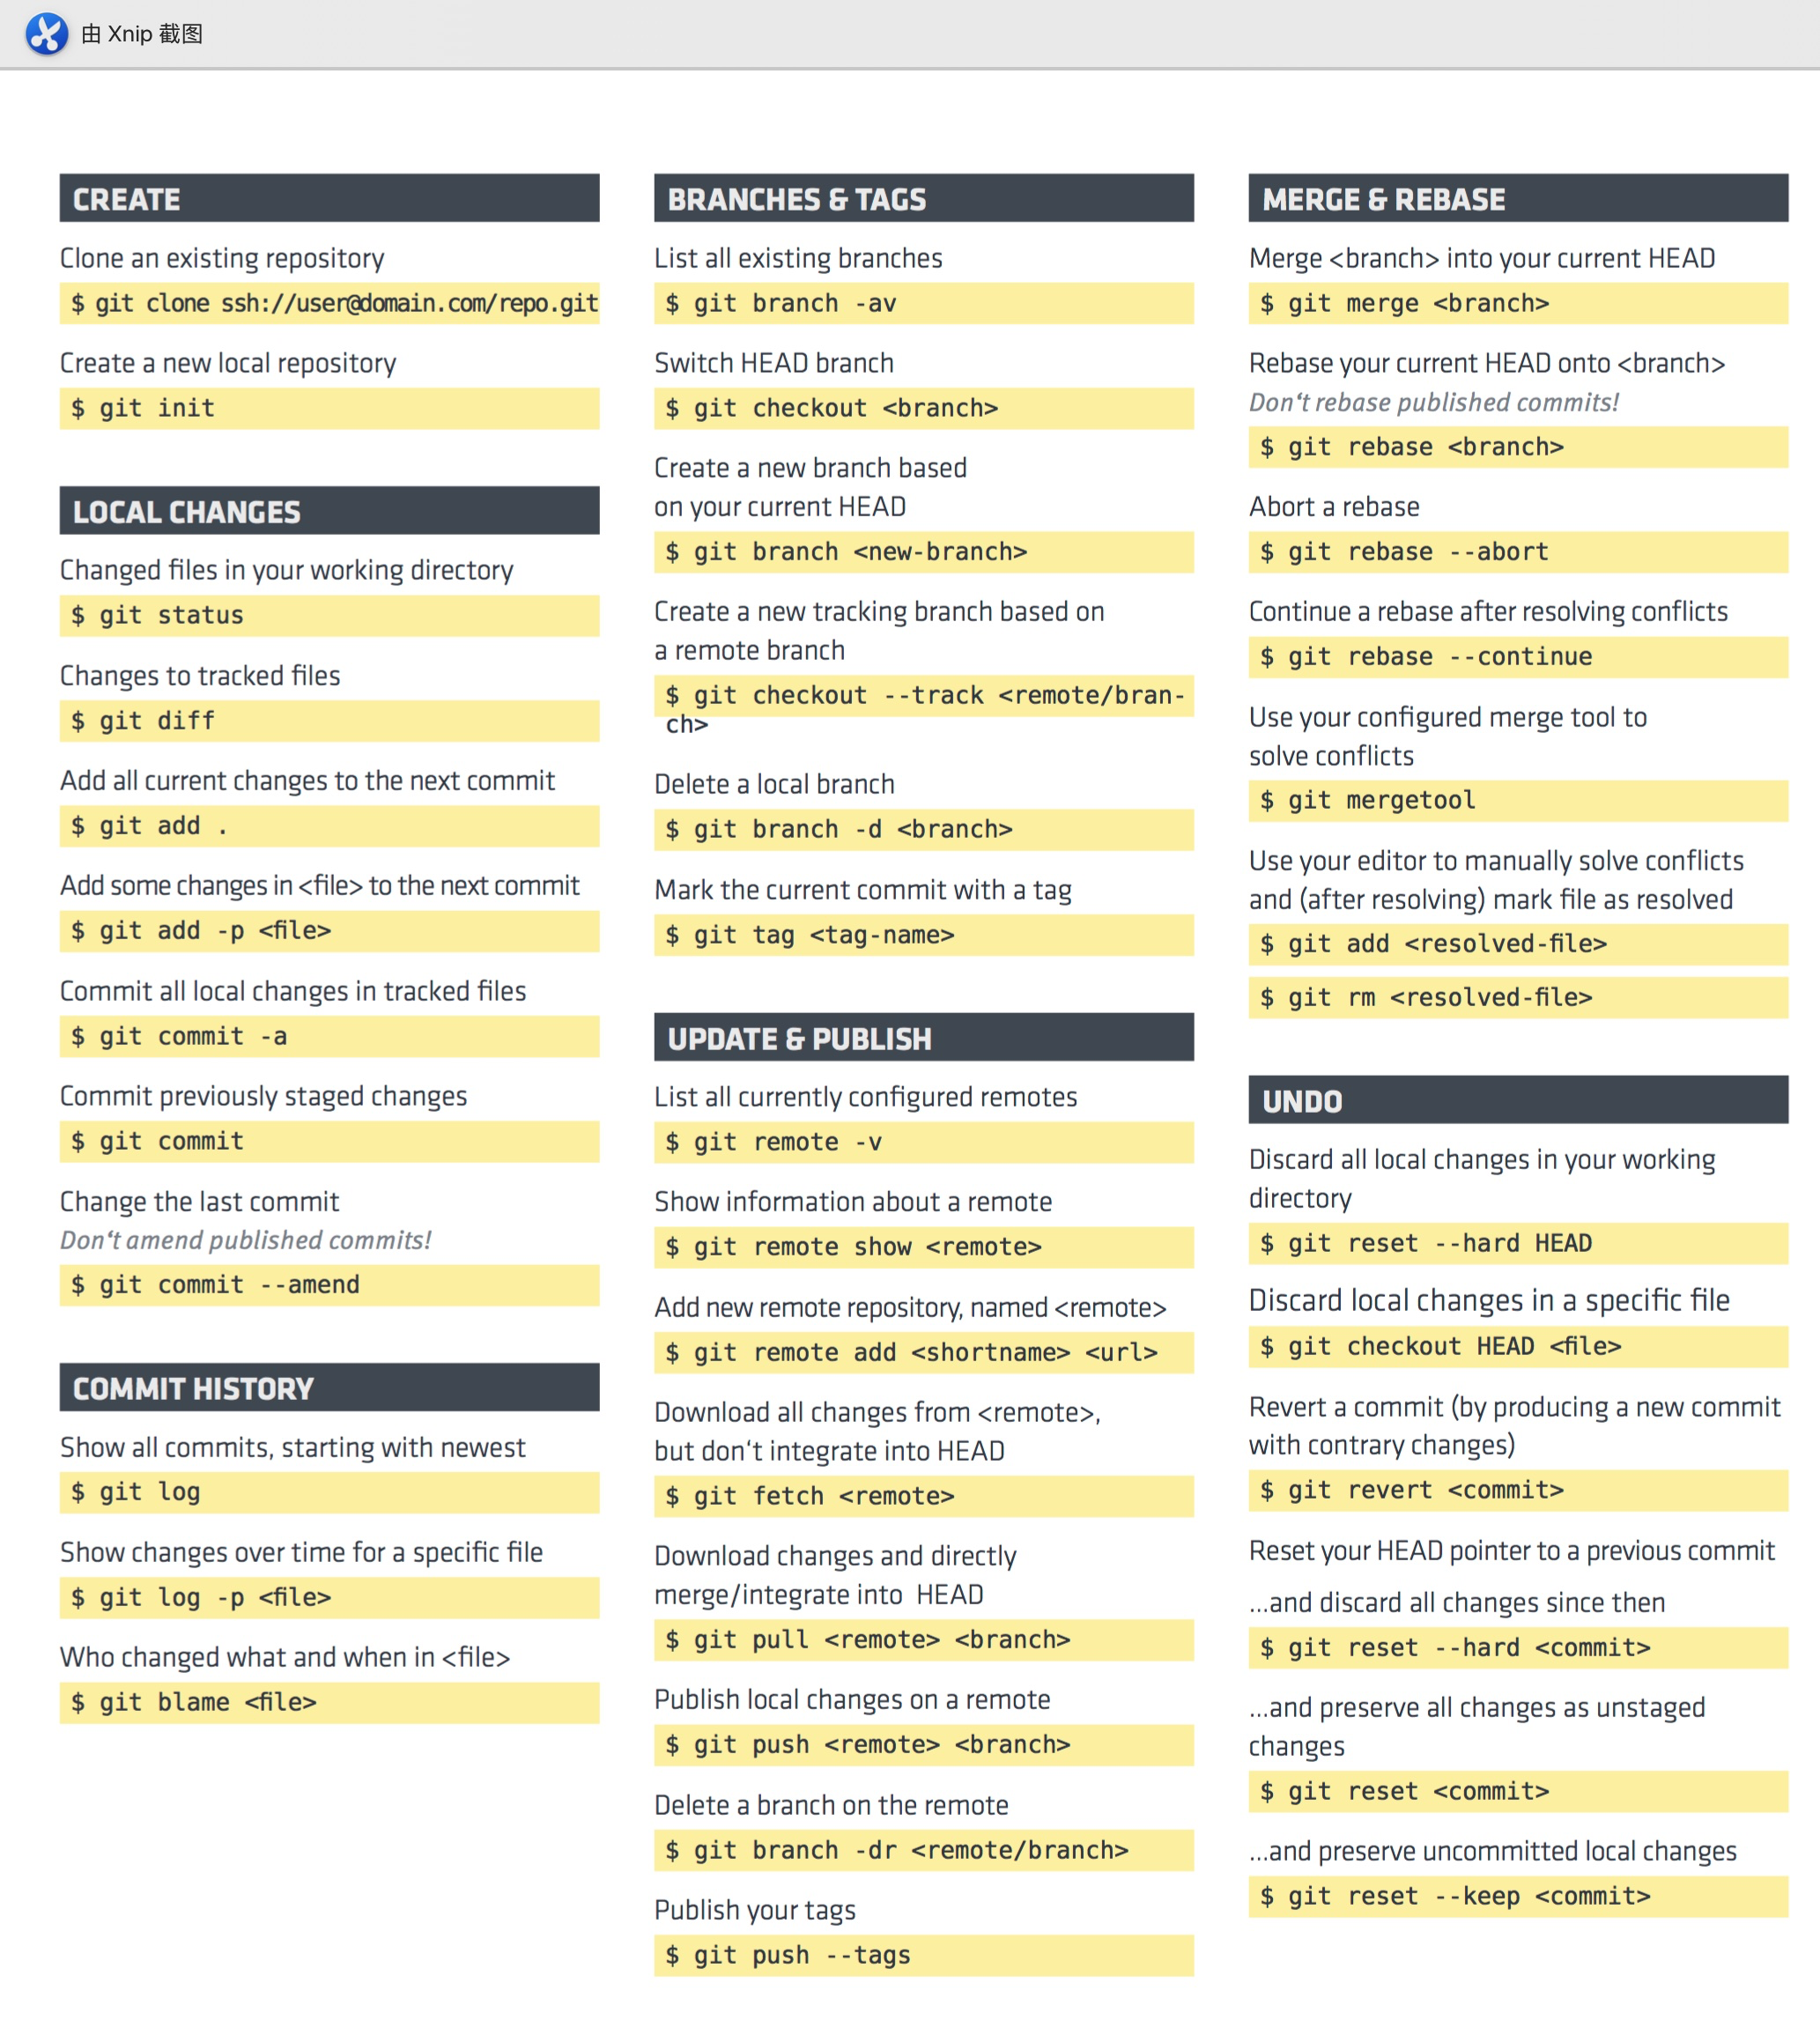 由 Xnip 截图
CREATE
Clone an existing repository
$ git clone ssh://user@domain.com/repo.git
Create a new local repository
$ git init
LOCAL CHANGES
Changed files in your working directory
$ git status
Changes to tracked files
$ git diff
Add all current changes to the next commit
$ git add .
Add some changes in <file> to the next commit
$ git add -p <file>
Commit all local changes in tracked files
$ git commit -a
Commit previously staged changes
$ git commit
Change the last commit
Don‘t amend published commits!
$ git commit --amend
COMMIT HISTORY
Show all commits, starting with newest
$ git log
Show changes over time for a specific file
$ git log -p <file>
Who changed what and when in <file>
$ git blame <file>
BRANCHES & TAGS
List all existing branches
$ git branch -av
Switch HEAD branch
$ git checkout <branch>
Create a new branch based
on your current HEAD
$ git branch <new-branch>
Create a new tracking branch based on
a remote branch
$ git checkout --track <remote/bran-
ch>
Delete a local branch
$ git branch -d <branch>
Mark the current commit with a tag
$ git tag <tag-name>
UPDATE & PUBLISH
List all currently configured remotes
$ git remote -v
Show information about a remote
$ git remote show <remote>
Add new remote repository, named <remote>
$ git remote add <shortname> <url>
Download all changes from <remote>,
but don‘t integrate into HEAD
$ git fetch <remote>
Download changes and directly
merge/integrate into  HEAD
$ git pull <remote> <branch>
Publish local changes on a remote
$ git push <remote> <branch>
Delete a branch on the remote
$ git branch -dr <remote/branch>
Publish your tags
$ git push --tags
MERGE & REBASE
Merge <branch> into your current HEAD
$ git merge <branch>
Rebase your current HEAD onto <branch>
Don‘t rebase published commits!
$ git rebase <branch>
Abort a rebase
$ git rebase --abort
Continue a rebase after resolving conflicts
$ git rebase --continue
Use your configured merge tool to
solve conflicts
$ git mergetool
Use your editor to manually solve conflicts
and (after resolving) mark file as resolved
$ git add <resolved-file>
$ git rm <resolved-file>
UNDO
Discard all local changes in your working
directory
$ git reset --hard HEAD
Discard local changes in a specific file
$ git checkout HEAD <file>
Revert a commit (by producing a new commit
with contrary changes)
$ git revert <commit>
Reset your HEAD pointer to a previous commit
...and discard all changes since then
$ git reset --hard <commit>
...and preserve all changes as unstaged
changes
$ git reset <commit>
...and preserve uncommitted local changes
$ git reset --keep <commit>